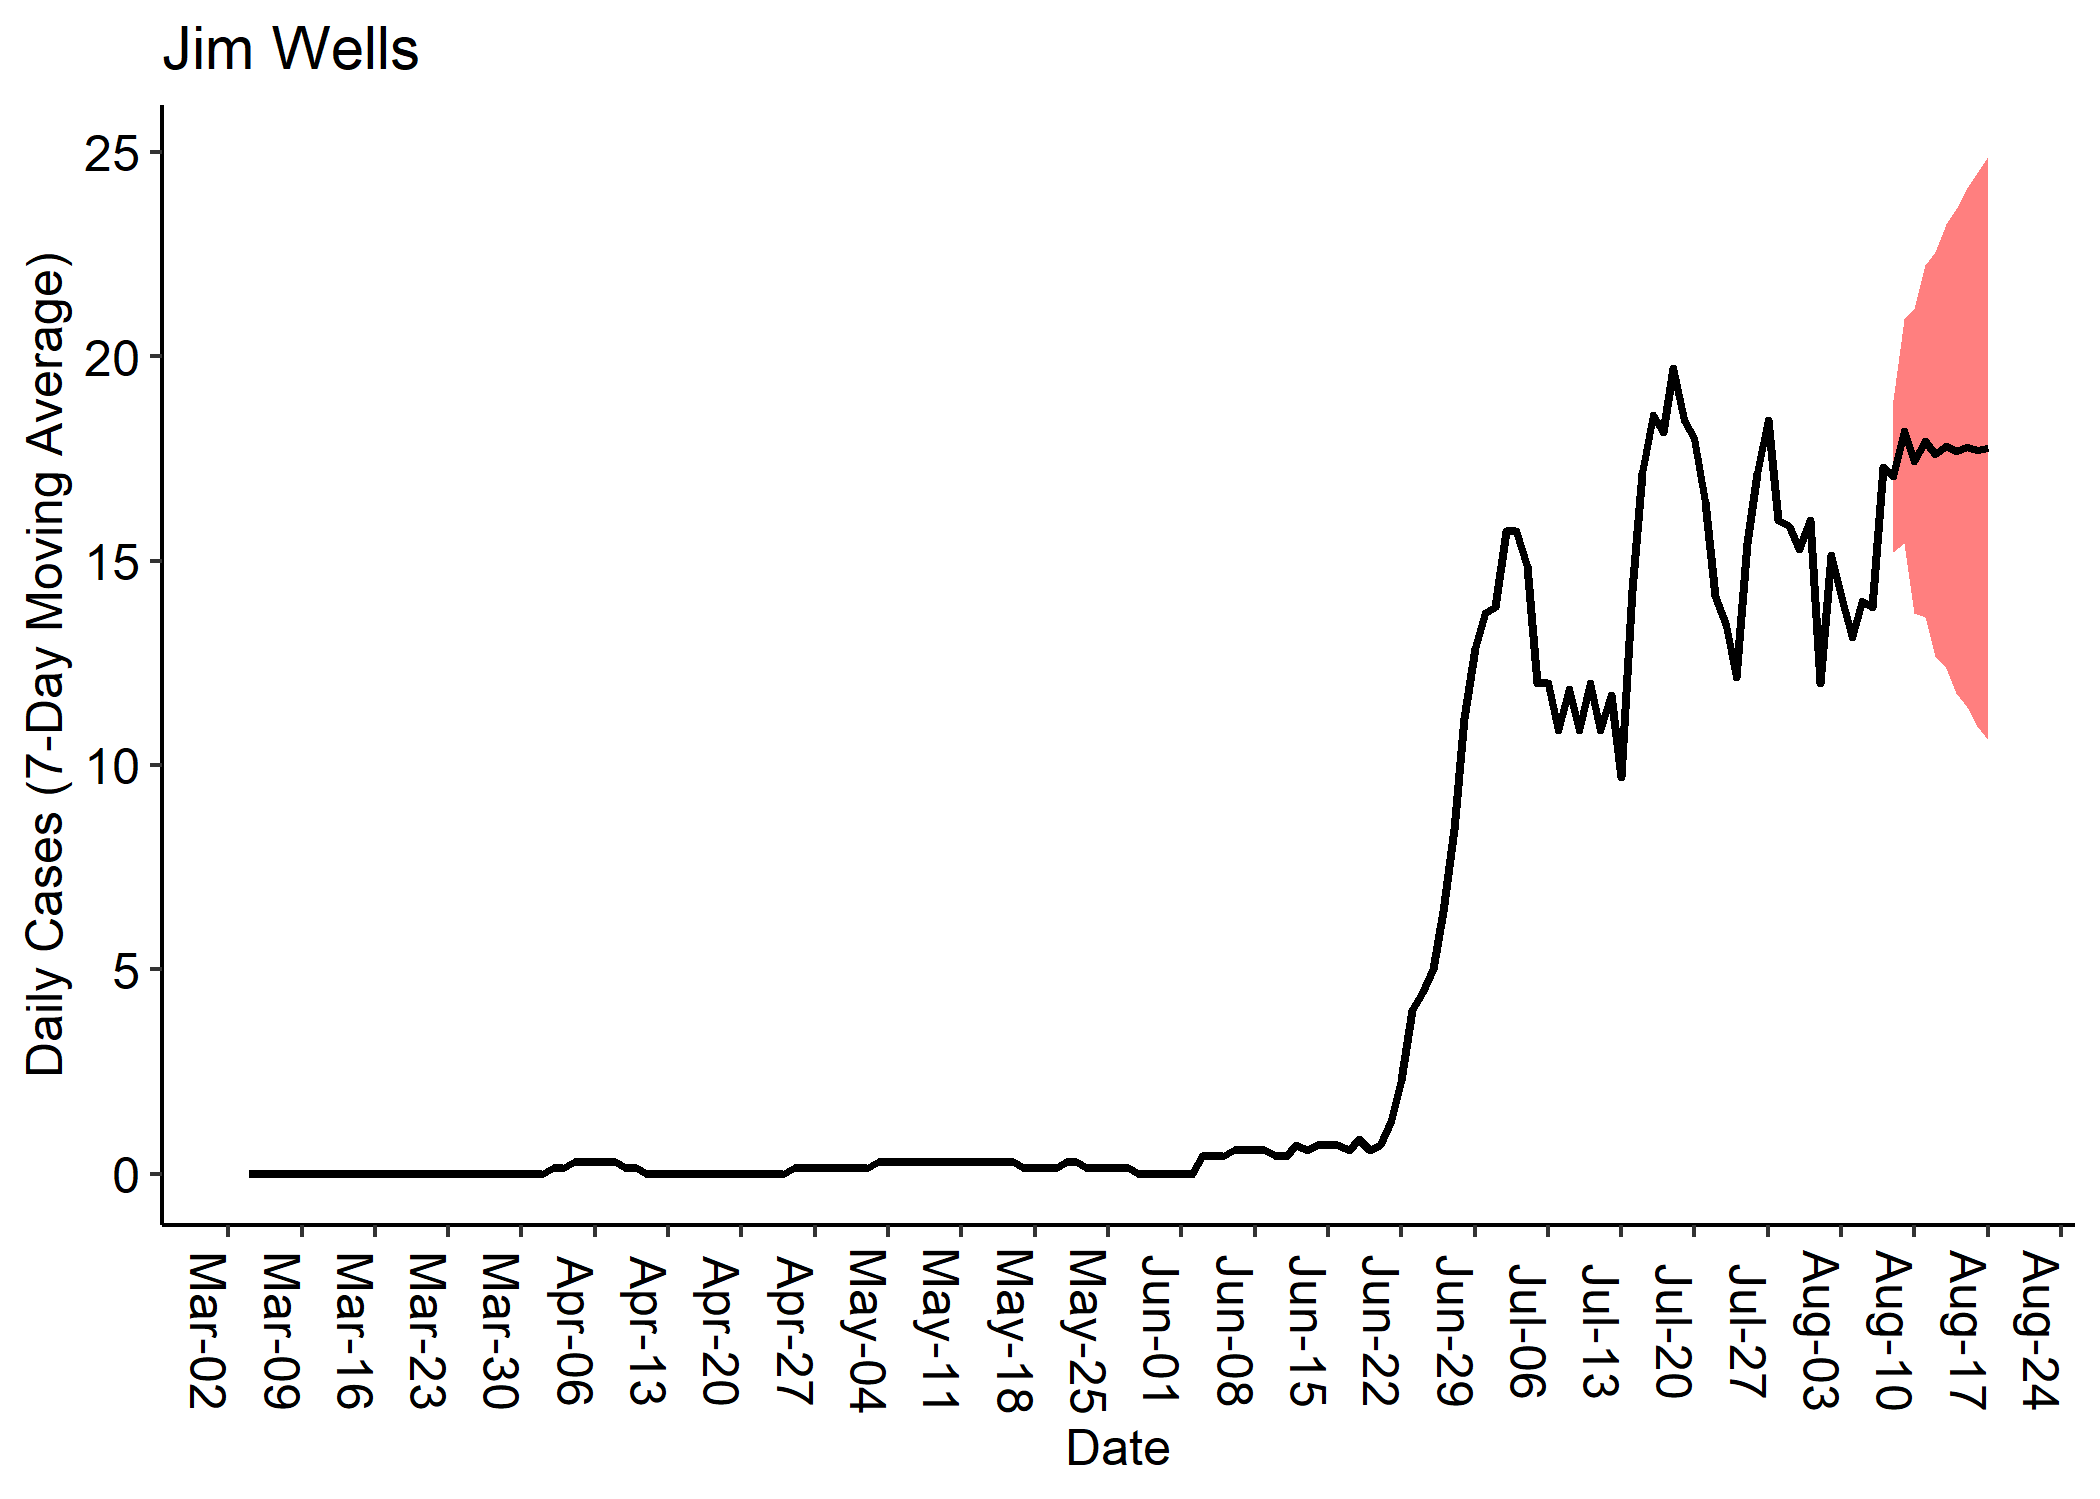 Jim Wells
Daily Cases (7-Day Moving Average)
25
20
15
10
5
0
Mar-02
Mar-09
Mar-16
Mar-23
Mar-30
Apr-06
Apr-13
Apr-20
Apr-27
May-04
May-11
May-18
May-25
Jun-01
Jun-08
Jun-15
Jun-22
Jun-29
Jul-06
Jul-13
Jul-20
Jul-27
Aug-03
Aug-10
Aug-17
Aug-24
Date